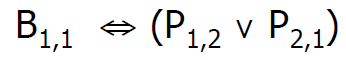 B₁,₁ ⇔ (P₁,₂ ∨ P₂,₁)